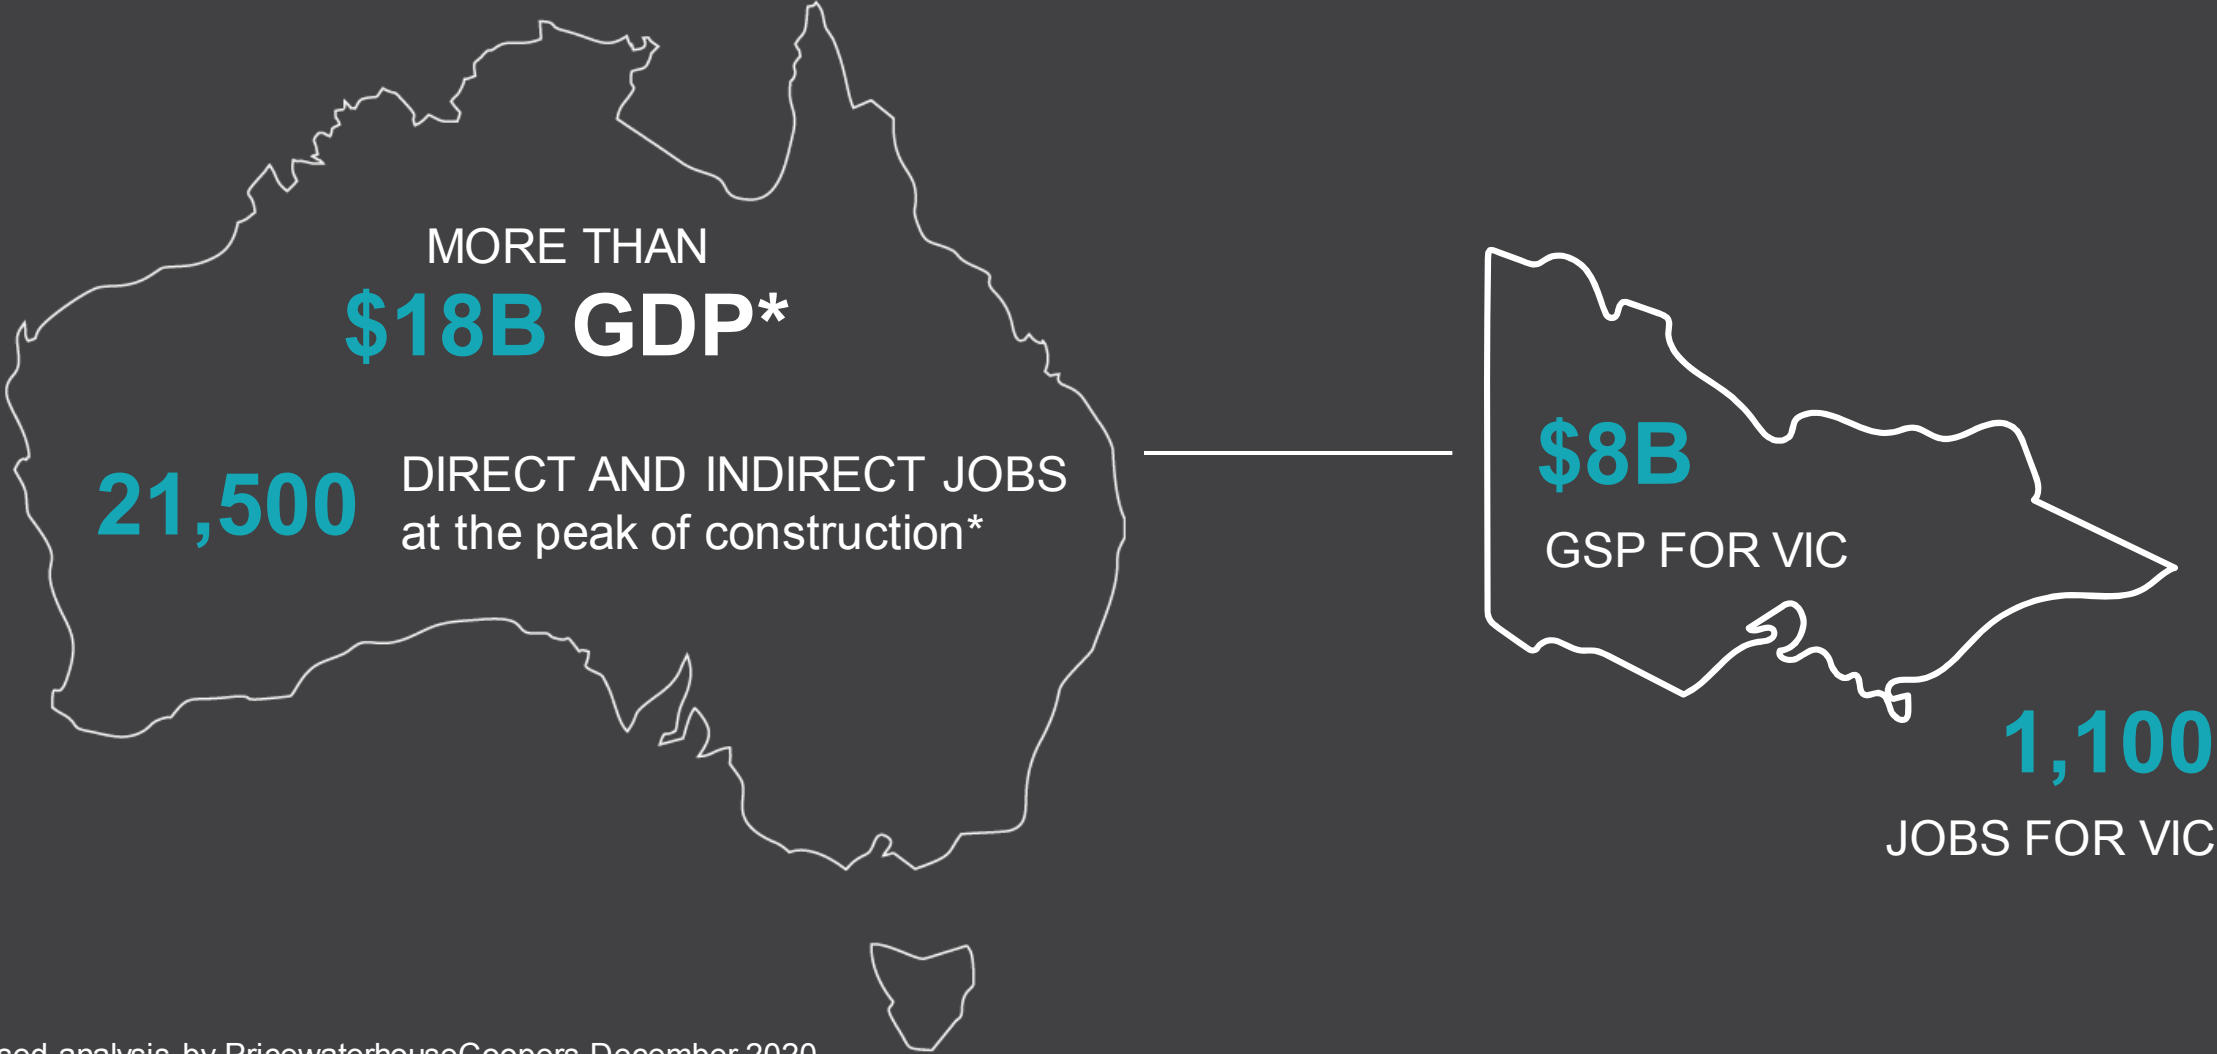 MORE THAN
$18B GDP*
21,500
DIRECT AND INDIRECT JOBS
at the peak of construction*
$8B
GSP FOR VIC
1,100
JOBS FOR VIC
analysis by PricewaterhouseCoopers December 2020